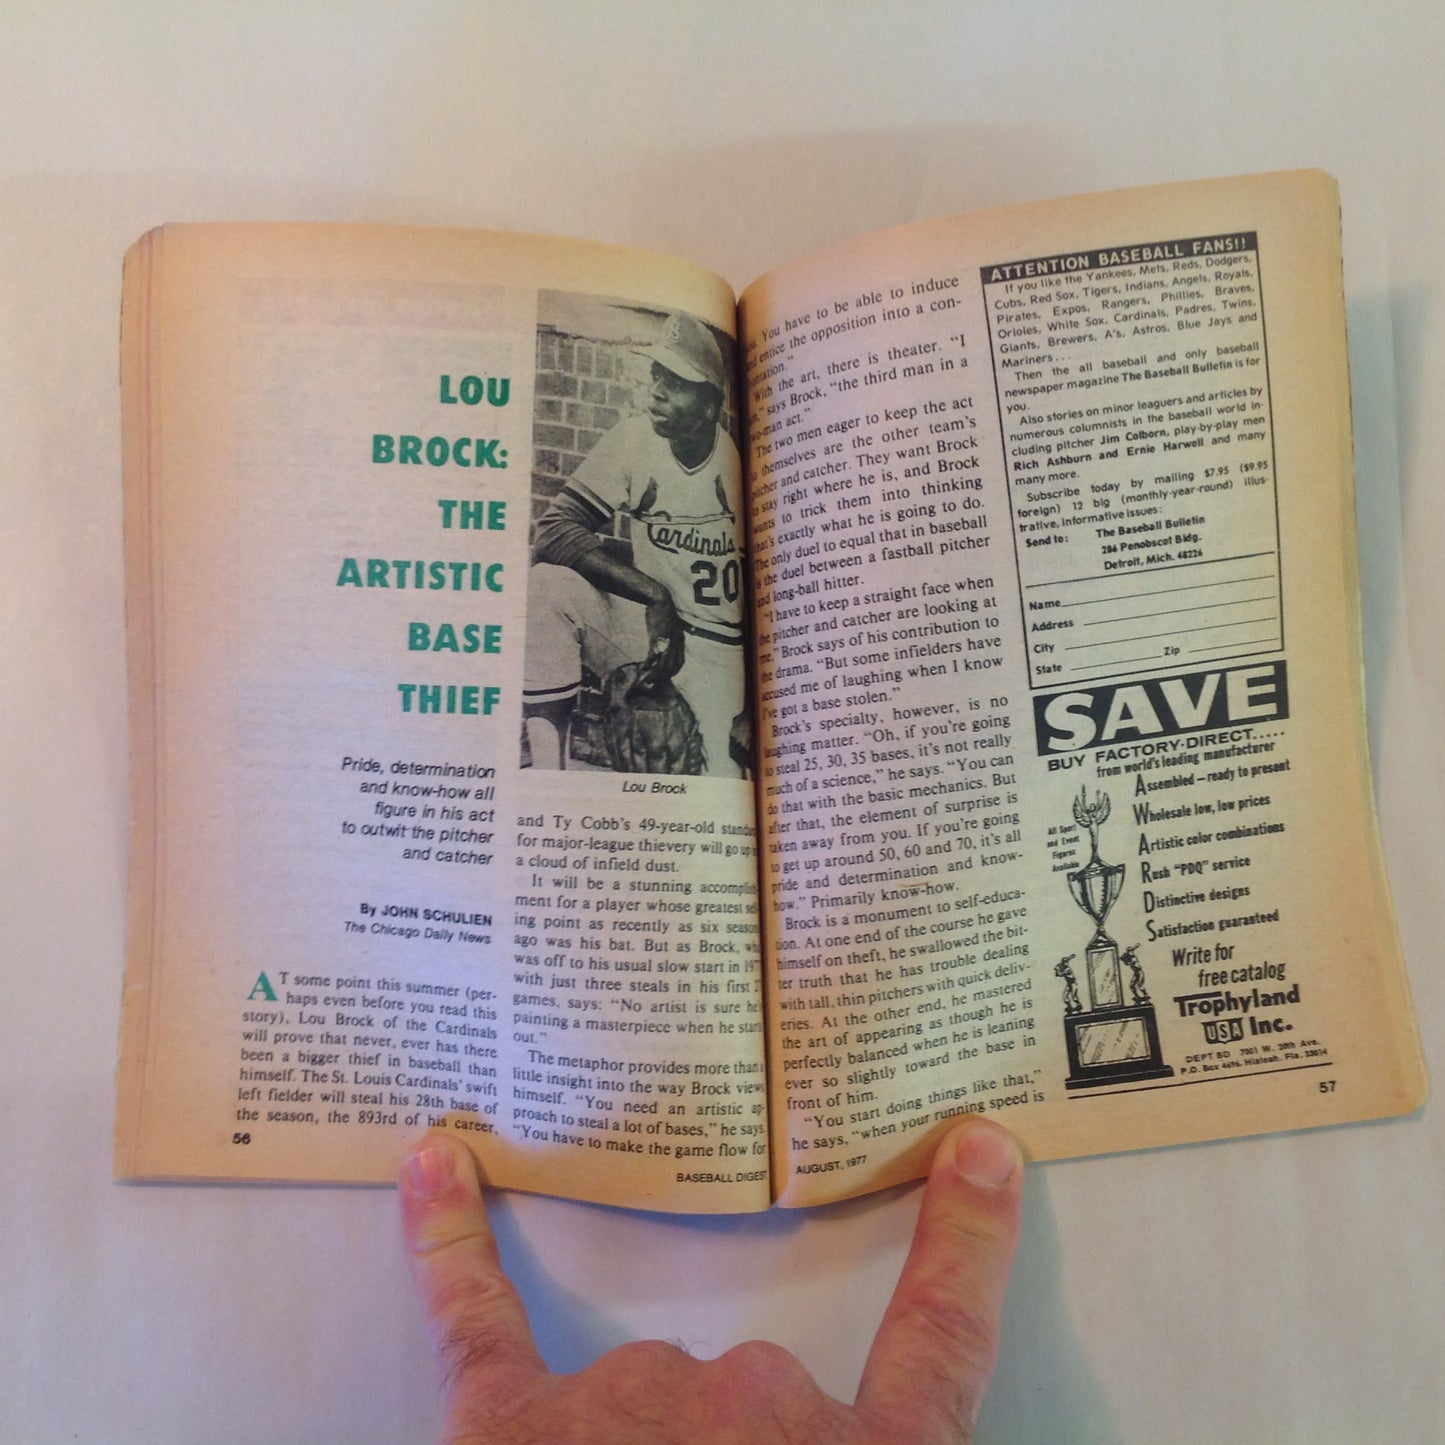 LOU
BROCK:
THE
ARTISTIC
BASE
THIEF
Pride, determination
and know-how all
figure in his act
to outwit the pitcher
and catcher
By JOHN SCHULIEN
The Chicago Daily News
AT some point this summer (per-
haps even before you read this
story), Lou Brock of the Cardinals
will prove that never, ever has there
been a bigger thief in baseball than
himself. The St. Louis Cardinals' swift
left fielder will steal his 28th base of
the season, the 893rd of his career,
56
Cardinals
20
Lou Brock
and Ty Cobb's 49-year-old
for major-league thievery will go
a cloud of infield dust.
It will be a stunning
ment for a player whose greatest
ing point as recently as six
ago was his bat. But as Brock,
was off to his usual slow start in
with just three steals in his first
games, says: "No artist is sure
painting a masterpiece when he
out."
The metaphor provides more than
little insight into the way Brock views
himself. "You need an artistic ap-
proach to steal a lot of bases," he says.
"You have to make the game flow for
BASEBALL DIGEST
You have to be able to induce
entice the opposition into a con-
With the art, there is theater. "I
says Brock, "the third man in a
act."
The two men eager to keep the act
themselves are the other team's
pitcher and catcher. They want Brock
to stay right where he is, and Brock
wants to trick them into thinking
that's exactly what he is going to do.
The only duel to equal that in baseball
is the duel between a fastball pitcher
and long-ball hitter.
"I have to keep a straight face when
the pitcher and catcher are looking at
me," Brock says of his contribution to
the drama. "But some infielders have
accused me of laughing when I know
I've got a base stolen."
Brock's specialty, however, is no
laughing matter. "Oh, if you're going
to steal 25, 30, 35 bases, it's not really
much of a science," he says. "You can
do that with the basic mechanics. But
after that, the element of surprise is
taken away from you. If you're going
to get up around 50, 60 and 70, it's all
pride and determination and know-
how." Primarily know-how.
Brock is a monument to self-educa-
tion. At one end of the course he gave
himself on theft, he swallowed the bit-
ter truth that he has trouble dealing
with tall, thin pitchers with quick deliv-
eries. At the other end, he mastered
the art of appearing as though he is
perfectly balanced when he is leaning
ever so slightly toward the base in
front of him.
"You start doing things like that,"
he says, "when your running speed is
AUGUST, 1977
ATTENTION BASEBALL FANS!!
If you like the Yankees, Mets, Reds, Dodgers,
Cubs, Red Sox, Tigers, Indians, Angels, Royals,
Pirates, Expos, Rangers, Phillies, Braves,
Orioles, White Sox, Cardinals, Padres, Twins,
Giants, Brewers, A's, Astros, Blue Jays and
Mariners...
Then the all baseball and only baseball
newspaper magazine The Baseball Bulletin is for
you.
Also stories on minor leaguers and articles by
numerous columnists in the baseball world in-
cluding pitcher Jim Colborn, play-by-play men
Rich Ashburn and Ernie Harwell and many
many more.
Subscribe today by mailing $7.95 ($9.95
foreign) 12 big (monthly-year-round) illus-
trative, informative issues:
Send to: The Baseball Bulletin
286 Penobscot Bldg.
Detroit, Mich. 48226
Name
Address
City
State Zip
SAVE
BUY FACTORY-DIRECT.....
from world's leading manufacturer
Assembled – ready to present
Wholesale low, low prices
Artistic color combinations
Rush "PDQ" service
Distinctive designs
Satisfaction guaranteed
All Sport
and Event
Figures
Available
Write for
free catalog
Trophyland
USA Inc.
DEPT BD 7001 W. 20th Ave.
P.O. Box 4606, Hialeah, Fla. 33014
57